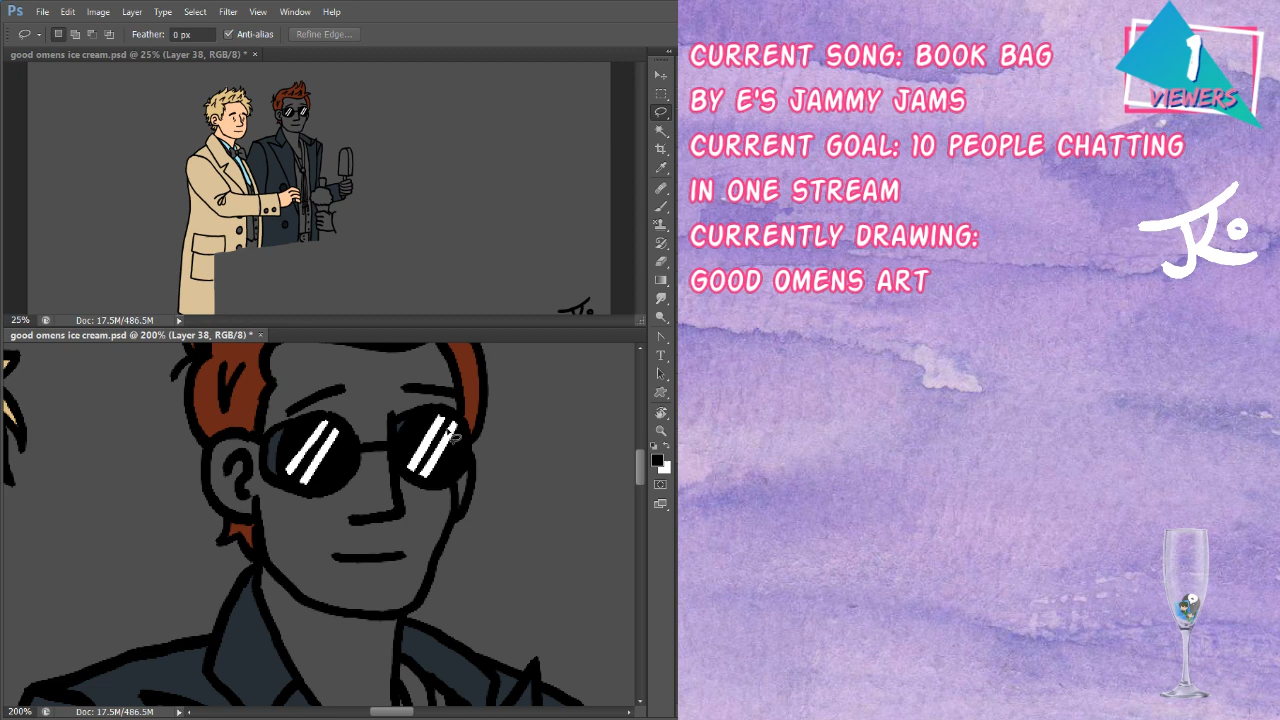 Ps File Edit Image Layer Type Select Filter View Window Help
Feather: 0 px Anti-alias Refine Edge...
good omens ice cream.psd @ 25% (Layer 38, RGB/8) * ×
25% Doc: 17.5M/486.5M
good omens ice cream.psd @ 200% (Layer 38, RGB/8) * ×
200% Doc: 17.5M/486.5M
CURRENT SONG: BOOK BAG
BY E'S JAMMY JAMS
CURRENT GOAL: 10 PEOPLE CHATTING
IN ONE STREAM
CURRENTLY DRAWING:
GOOD OMENS ART
1
VIEWERS